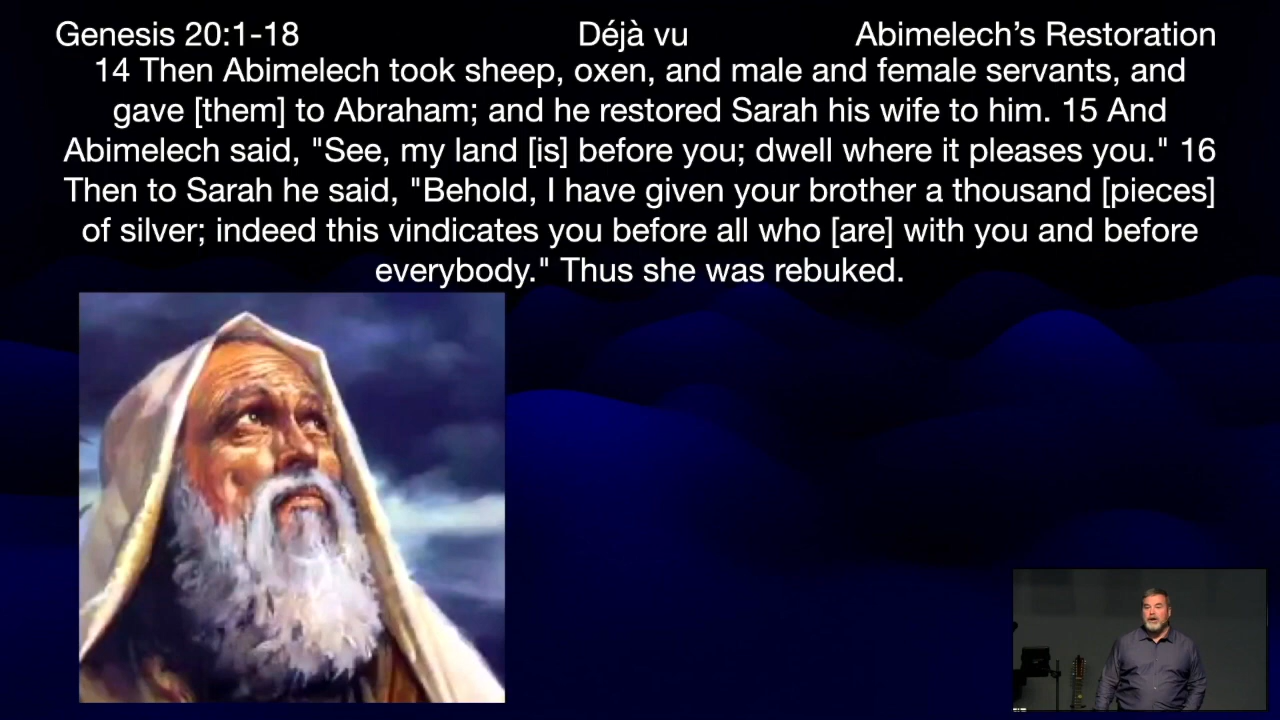 Genesis 20:1-18 Déjà vu Abimelech’s Restoration
14 Then Abimelech took sheep, oxen, and male and female servants, and
gave [them] to Abraham; and he restored Sarah his wife to him. 15 And
Abimelech said, "See, my land [is] before you; dwell where it pleases you." 16
Then to Sarah he said, "Behold, I have given your brother a thousand [pieces]
of silver; indeed this vindicates you before all who [are] with you and before
everybody." Thus she was rebuked.